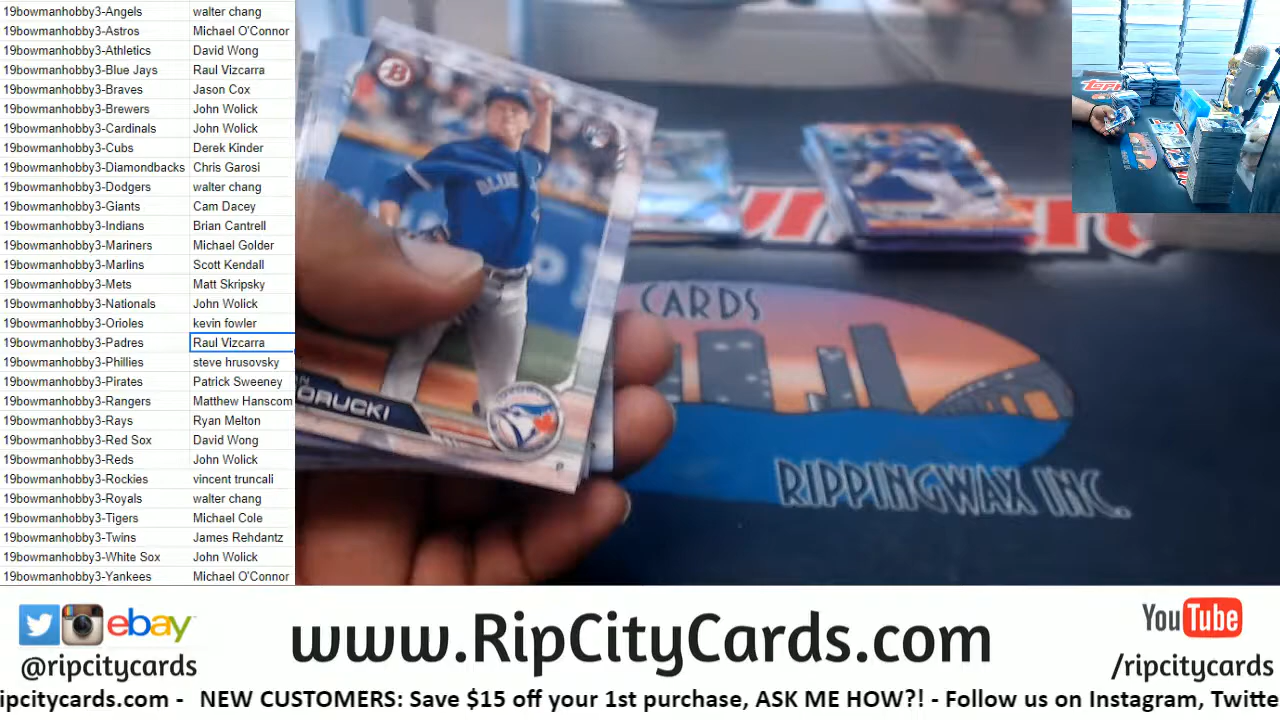 19bowmanhobby3-Angels walter chang
19bowmanhobby3-Astros Michael O'Connor
19bowmanhobby3-Athletics David Wong
19bowmanhobby3-Blue Jays Raul Vizcarra
19bowmanhobby3-Braves Jason Cox
19bowmanhobby3-Brewers John Wolick
19bowmanhobby3-Cardinals John Wolick
19bowmanhobby3-Cubs Derek Kinder
19bowmanhobby3-Diamondbacks Chris Garosi
19bowmanhobby3-Dodgers walter chang
19bowmanhobby3-Giants Cam Dacey
19bowmanhobby3-Indians Brian Cantrell
19bowmanhobby3-Mariners Michael Golder
19bowmanhobby3-Marlins Scott Kendall
19bowmanhobby3-Mets Matt Skripsky
19bowmanhobby3-Nationals John Wolick
19bowmanhobby3-Orioles kevin fowler
19bowmanhobby3-Padres Raul Vizcarra
19bowmanhobby3-Phillies steve hrusovsky
19bowmanhobby3-Pirates Patrick Sweeney
19bowmanhobby3-Rangers Matthew Hanscom
19bowmanhobby3-Rays Ryan Melton
19bowmanhobby3-Red Sox David Wong
19bowmanhobby3-Reds John Wolick
19bowmanhobby3-Rockies vincent truncali
19bowmanhobby3-Royals walter chang
19bowmanhobby3-Tigers Michael Cole
19bowmanhobby3-Twins James Rehdantz
19bowmanhobby3-White Sox John Wolick
19bowmanhobby3-Yankees Michael O'Connor
B
BLUE
ORUCKI
CARDS
RIPPINGWAX INC.
ebay
@ripcitycards
www.RipCityCards.com
YouTube
/ripcitycards
ipcitycards.com - NEW CUSTOMERS: Save $15 off your 1st purchase, ASK ME HOW?! - Follow us on Instagram, Twitte